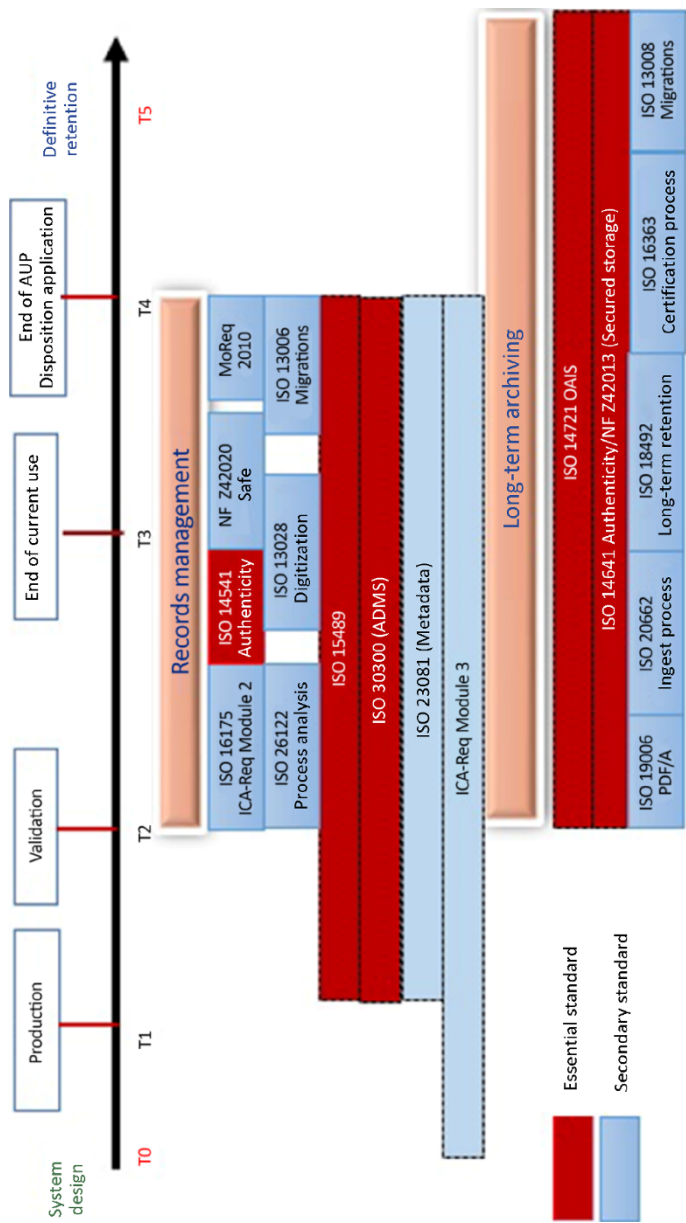 System
design
Production
Validation
End of current use
End of AUP
Disposition application
Definitive
retention
T0
T1
T2
T3
T4
T5
Records management
ISO 16175
ICA-Req Module 2
ISO 14541
Authenticity
NF Z42020
Safe
MoReq
2010
ISO 26122
Process analysis
ISO 13028
Digitization
ISO 13006
Migrations
ISO 15489
ISO 30300 (ADMS)
ISO 23081 (Metadata)
ICA-Req Module 3
Long-term archiving
ISO 14721 OAIS
ISO 14641 Authenticity/NF Z42013 (Secured storage)
ISO 19006
PDF/A
ISO 20662
Ingest process
ISO 18492
Long-term retention
ISO 16363
Certification process
ISO 13008
Migrations
Essential standard
Secondary standard